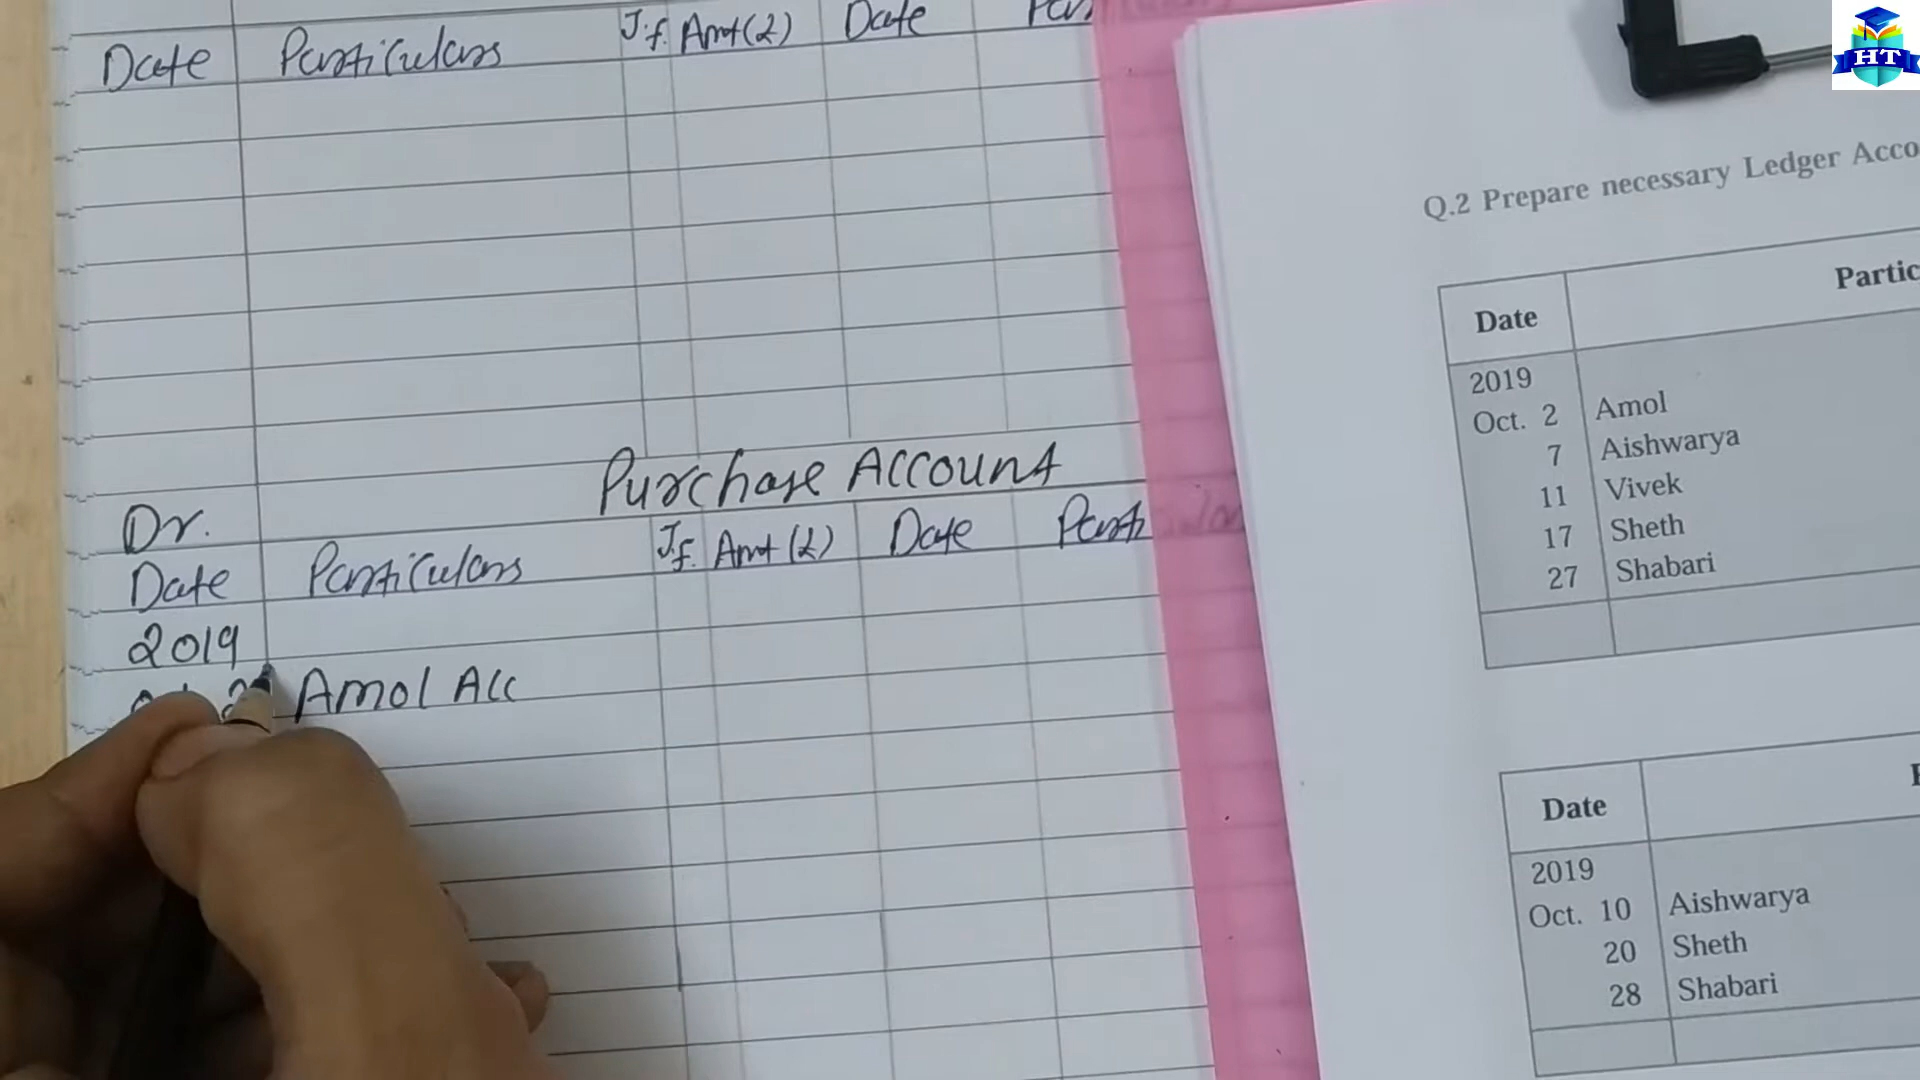 Date Particulars J.f. Amt(₹) Date
Purchase Account
Dr.
Date Particulars J.f. Amt (₹) Date Parti
2019
Amol Acc
HT
Q.2 Prepare necessary Ledger Acco
Date Partic
2019
Oct. 2 Amol
7 Aishwarya
11 Vivek
17 Sheth
27 Shabari
Date
2019
Oct. 10 Aishwarya
20 Sheth
28 Shabari